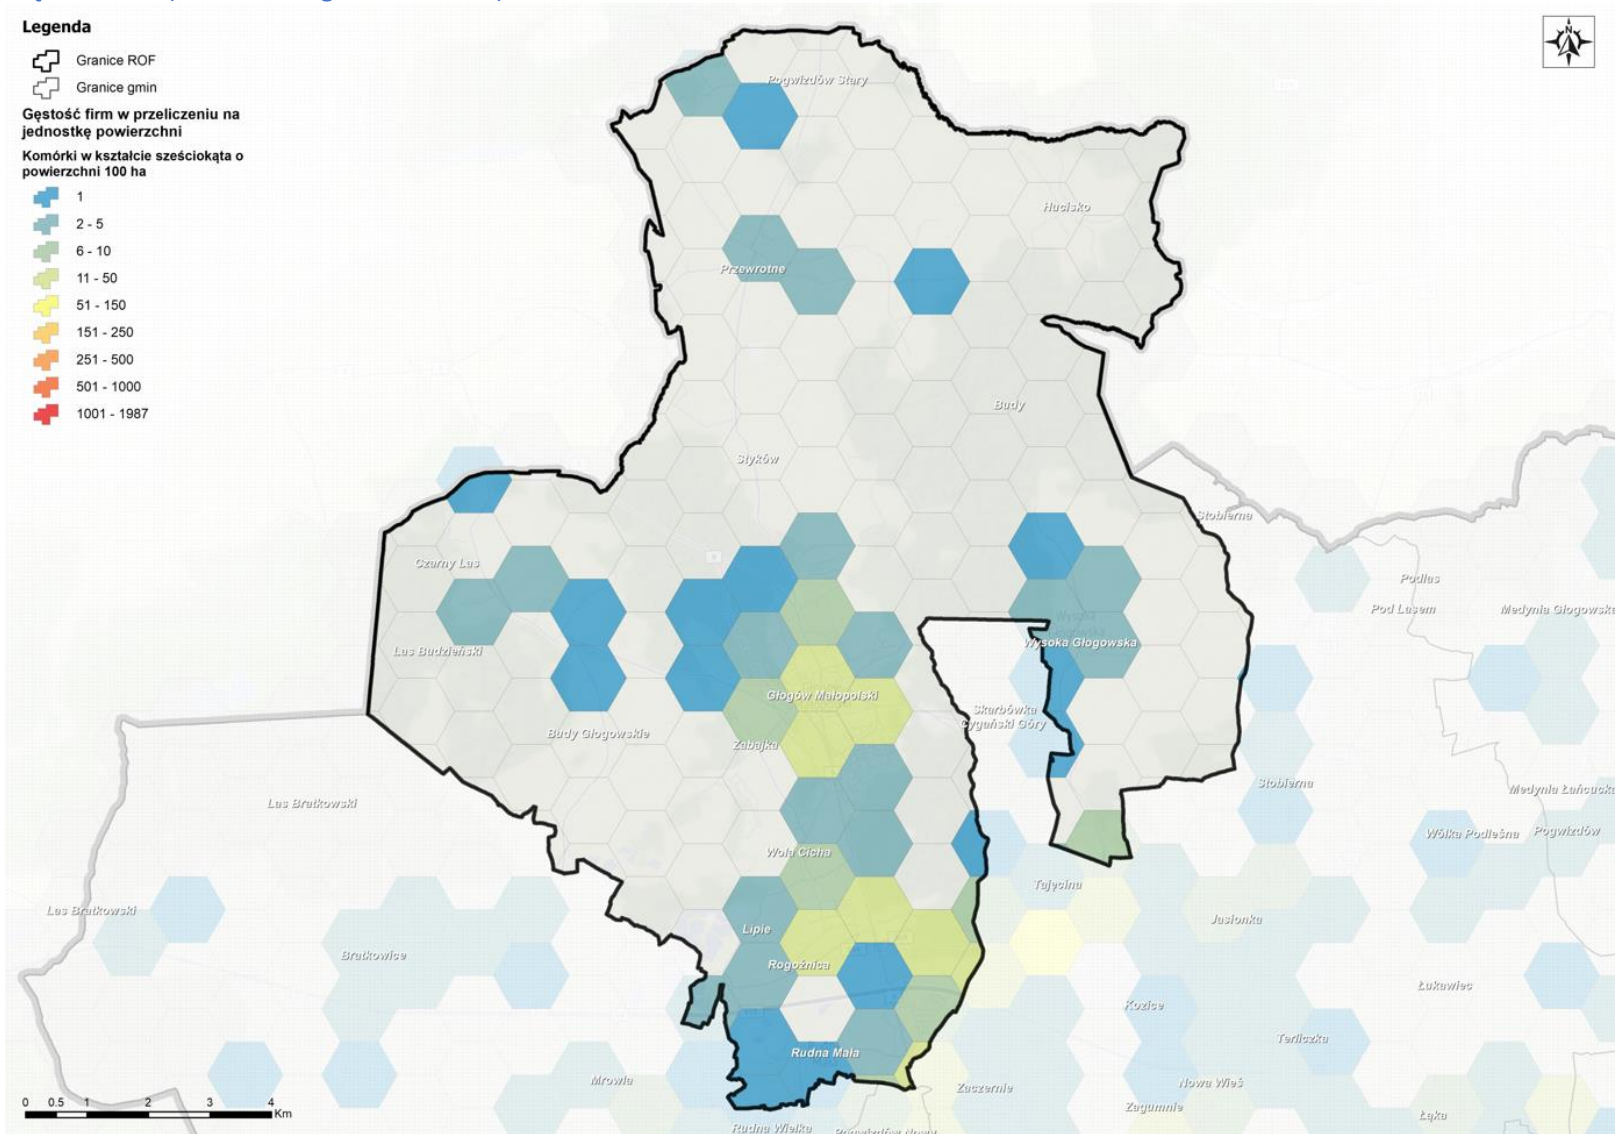 Legenda
Granice ROF
Granice gmin
Gęstość firm w przeliczeniu na
jednostkę powierzchni
Komórki w kształcie sześciokąta o
powierzchni 100 ha
1
2 - 5
6 - 10
11 - 50
51 - 150
151 - 250
251 - 500
501 - 1000
1001 - 1987
N
Pogwizdów Stary
Hucisko
Przewrotne
Budy
Styków
Stobierna
Czarny Las
Podlas
Pod Lasem
Medynia Głogowska
Wysoka Głogowska
Las Budzieński
Głogów Małopolski
Skarbówka
Cygański Góry
Budy Głogowskie
Zabajka
Stobierna
Medynia Łańcucka
Las Bratkowski
Wólka Podleśna
Pogwizdów
Wola Cicha
Tajęcina
Las Bratkowski
Jasionka
Lipie
Bratkowice
Rogoźnica
Łukawiec
Kozice
Terliczka
Rudna Mała
Mrowla
Zaczernie
Nowa Wieś
Zagumnie
Łąka
Rudna Wielka
Pogwizdów Nowy
0 0.5 1 2 3 4
Km